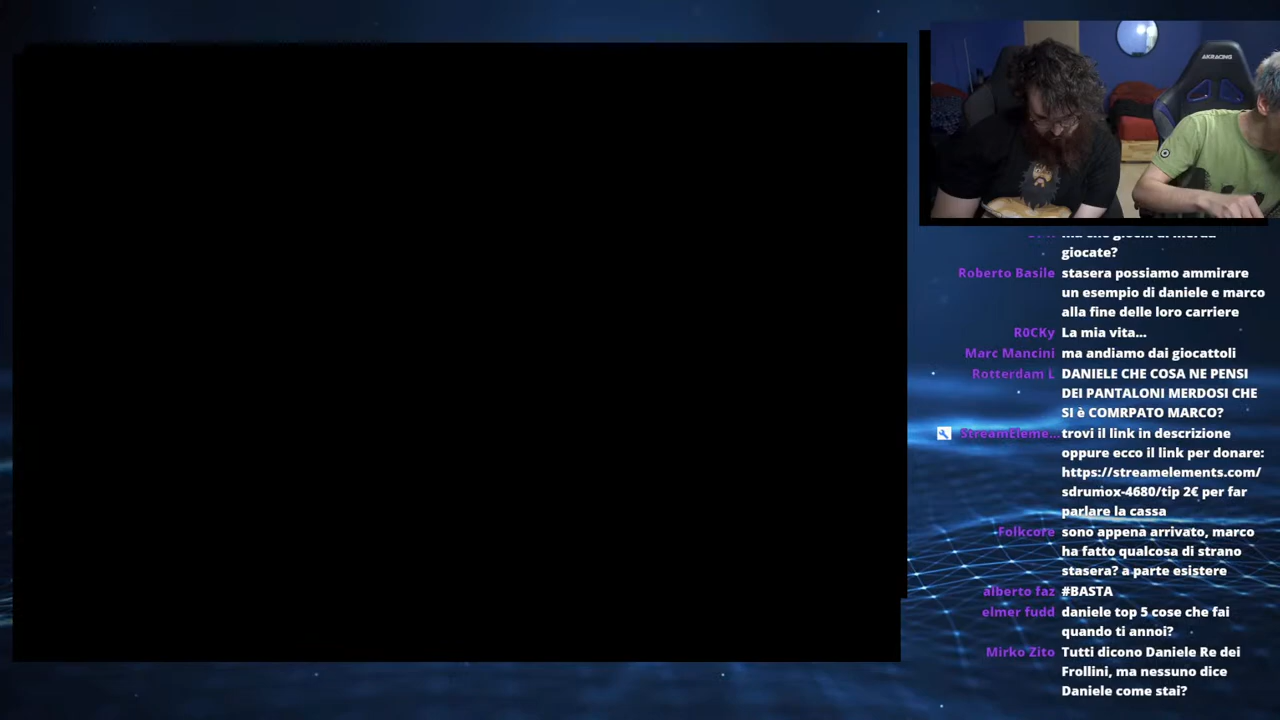 AKRACING
giocate?
Roberto Basile stasera possiamo ammirare
un esempio di daniele e marco
alla fine delle loro carriere
R0CKy La mia vita...
Marc Mancini ma andiamo dai giocattoli
Rotterdam L DANIELE CHE COSA NE PENSI
DEI PANTALONI MERDOSI CHE
SI è COMRPATO MARCO?
StreamEleme... trovi il link in descrizione
oppure ecco il link per donare:
https://streamelements.com/
sdrumox-4680/tip 2€ per far
parlare la cassa
Folkcore sono appena arrivato, marco
ha fatto qualcosa di strano
stasera? a parte esistere
alberto faz #BASTA
elmer fudd daniele top 5 cose che fai
quando ti annoi?
Mirko Zito Tutti dicono Daniele Re dei
Frollini, ma nessuno dice
Daniele come stai?